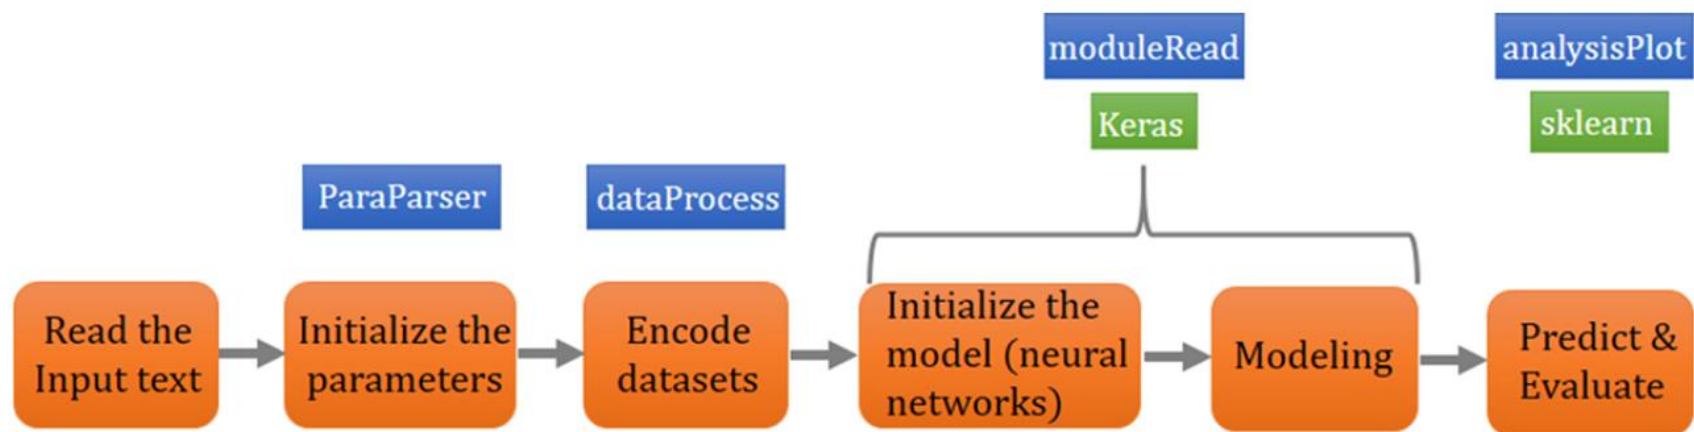 moduleRead
analysisPlot
Keras
sklearn
ParaParser
dataProcess
Read the
Input text
Initialize the
parameters
Encode
datasets
Initialize the
model (neural
networks)
Modeling
Predict &
Evaluate